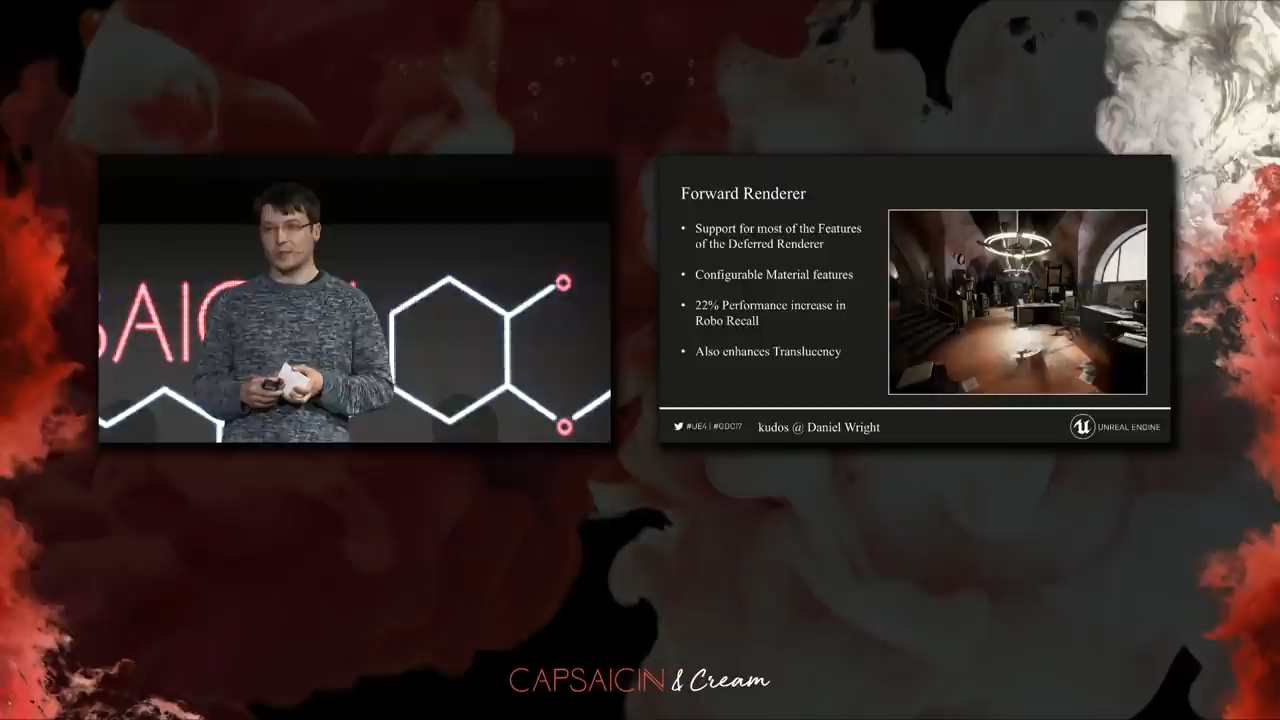 SAIC
Forward Renderer
• Support for most of the Features
of the Deferred Renderer
• Configurable Material features
• 22% Performance increase in
Robo Recall
• Also enhances Translucency
#UE4 | #GDC17
kudos @ Daniel Wright
UNREAL ENGINE
CAPSAICIN & Cream